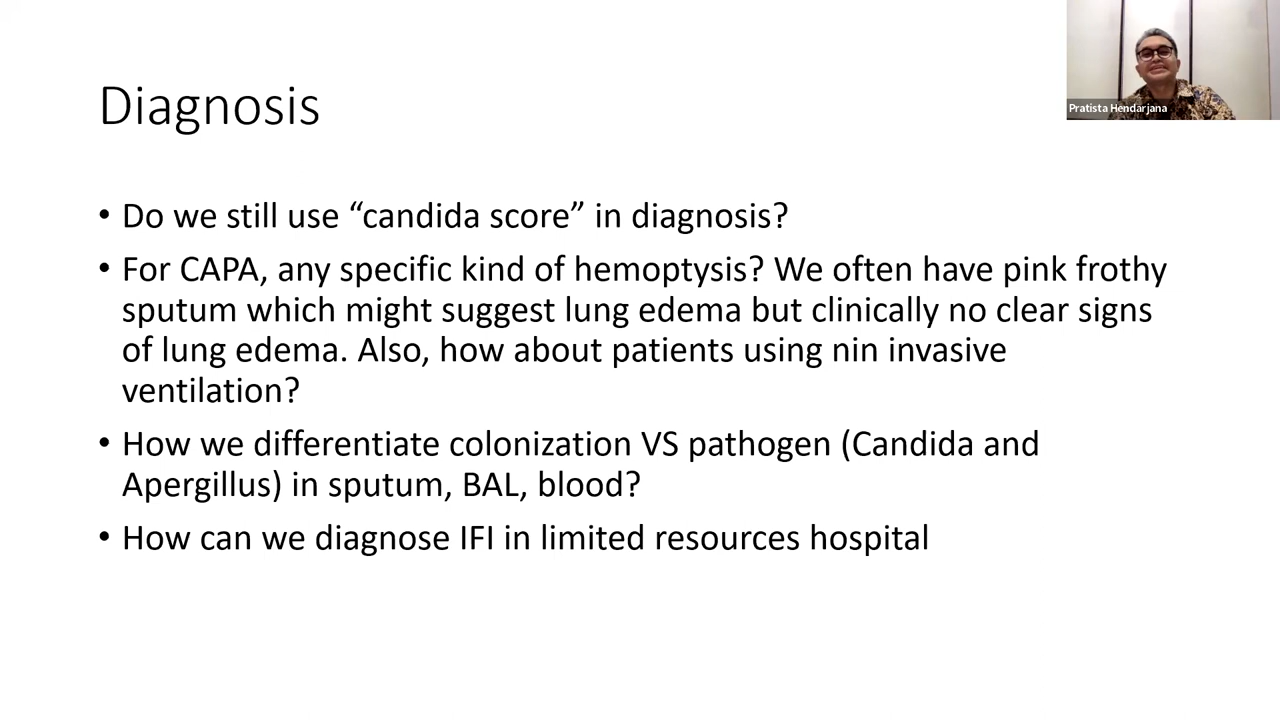 Diagnosis
Pratista Hendarjana
• Do we still use “candida score” in diagnosis?
• For CAPA, any specific kind of hemoptysis? We often have pink frothy
sputum which might suggest lung edema but clinically no clear signs
of lung edema. Also, how about patients using nin invasive
ventilation?
• How we differentiate colonization VS pathogen (Candida and
Apergillus) in sputum, BAL, blood?
• How can we diagnose IFI in limited resources hospital